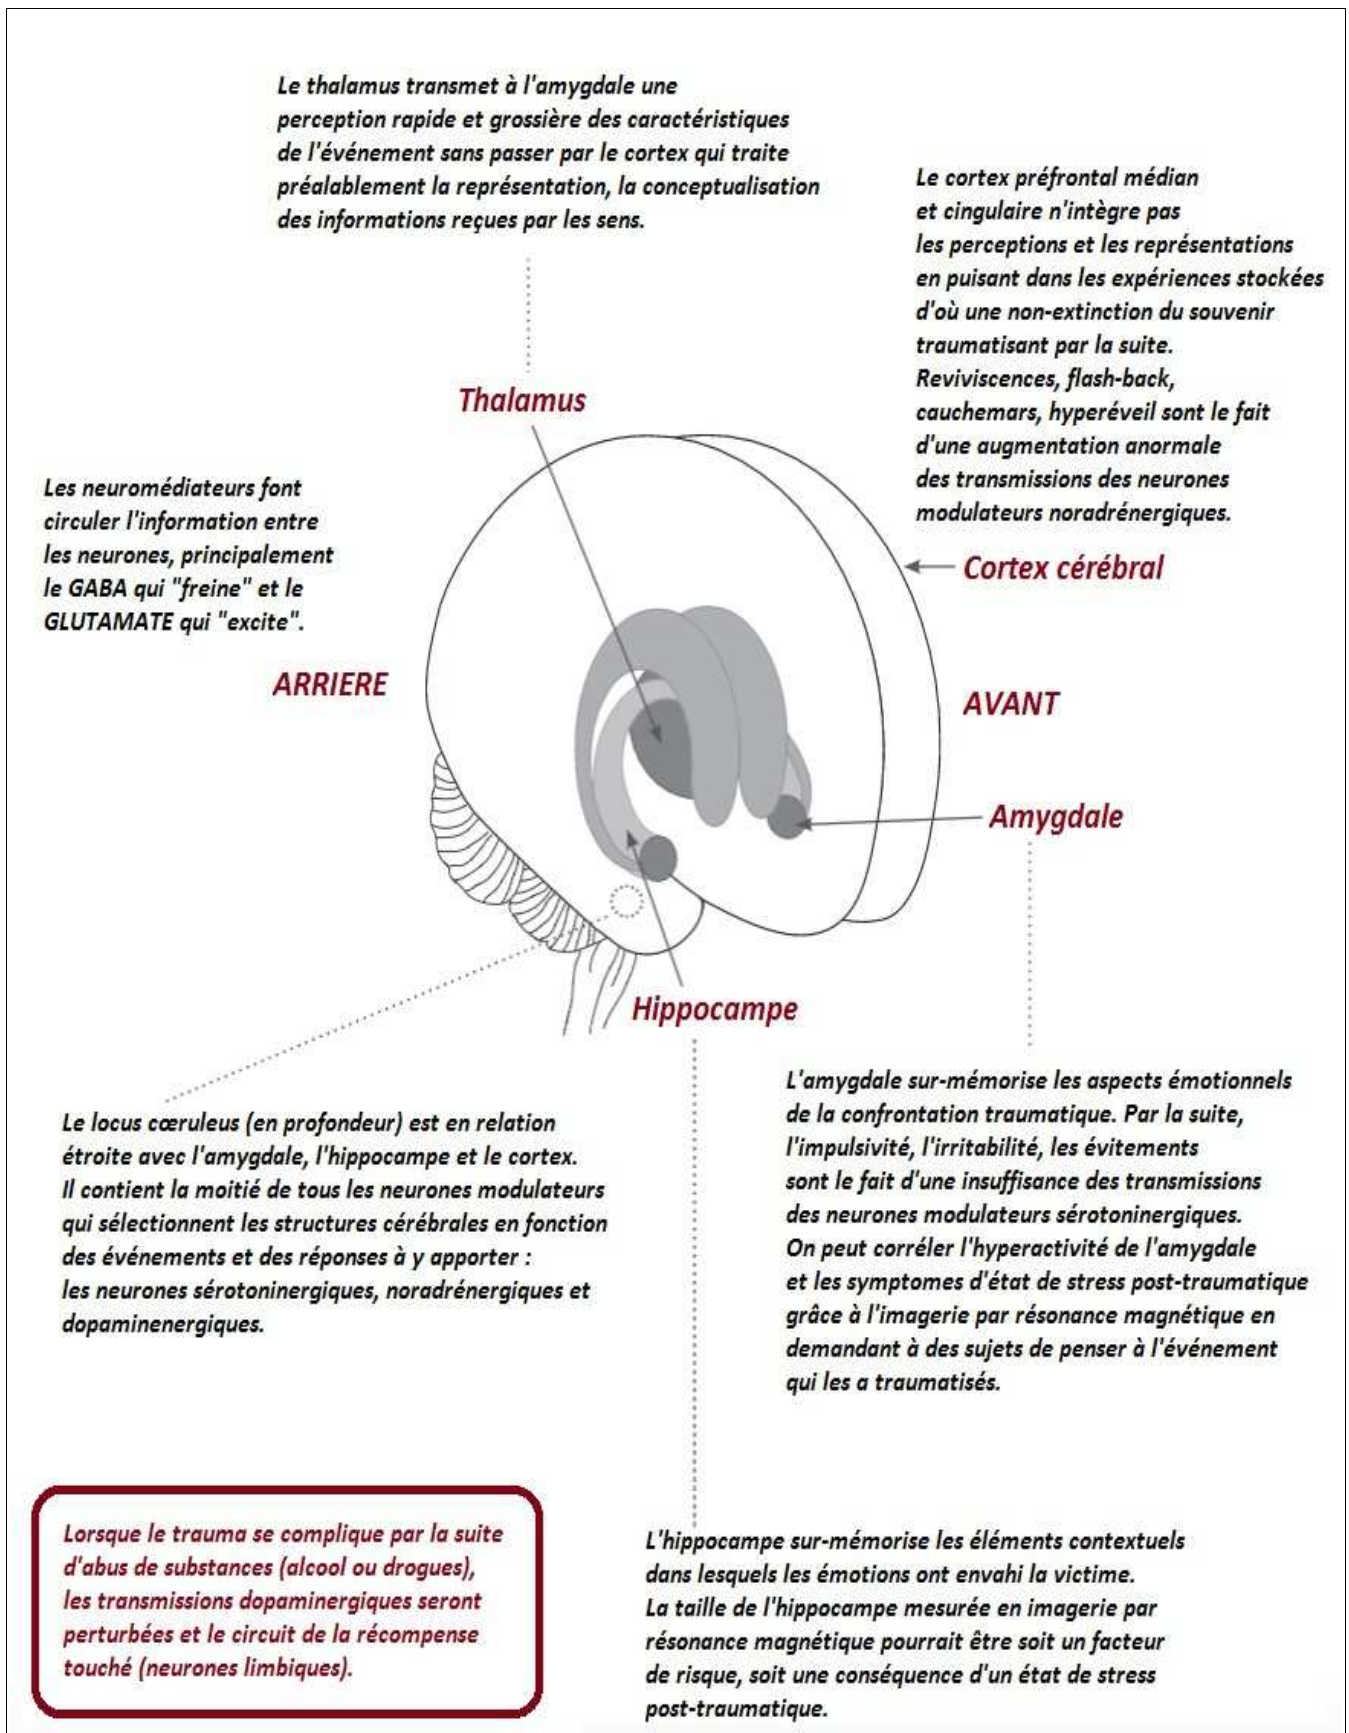 Le thalamus transmet à l'amygdale une
perception rapide et grossière des caractéristiques
de l'événement sans passer par le cortex qui traite
préalablement la représentation, la conceptualisation
des informations reçues par les sens.
Le cortex préfrontal médian
et cingulaire n'intègre pas
les perceptions et les représentations
en puisant dans les expériences stockées
d'où une non-extinction du souvenir
traumatisant par la suite.
Reviviscences, flash-back,
cauchemars, hyperéveil sont le fait
d'une augmentation anormale
des transmissions des neurones
modulateurs noradrénergiques.
Thalamus
Les neuromédiateurs font
circuler l'information entre
les neurones, principalement
le GABA qui "freine" et le
GLUTAMATE qui "excite".
Cortex cérébral
ARRIERE
AVANT
Amygdale
Hippocampe
Le locus cœruleus (en profondeur) est en relation
étroite avec l'amygdale, l'hippocampe et le cortex.
Il contient la moitié de tous les neurones modulateurs
qui sélectionnent les structures cérébrales en fonction
des événements et des réponses à y apporter :
les neurones sérotoninergiques, noradrénergiques et
dopaminenergiques.
L'amygdale sur-mémorise les aspects émotionnels
de la confrontation traumatique. Par la suite,
l'impulsivité, l'irritabilité, les évitements
sont le fait d'une insuffisance des transmissions
des neurones modulateurs sérotoninergiques.
On peut corréler l'hyperactivité de l'amygdale
et les symptomes d'état de stress post-traumatique
grâce à l'imagerie par résonance magnétique en
demandant à des sujets de penser à l'événement
qui les a traumatisés.
Lorsque le trauma se complique par la suite
d'abus de substances (alcool ou drogues),
les transmissions dopaminergiques seront
perturbées et le circuit de la récompense
touché (neurones limbiques).
L'hippocampe sur-mémorise les éléments contextuels
dans lesquels les émotions ont envahi la victime.
La taille de l'hippocampe mesurée en imagerie par
résonance magnétique pourrait être soit un facteur
de risque, soit une conséquence d'un état de stress
post-traumatique.